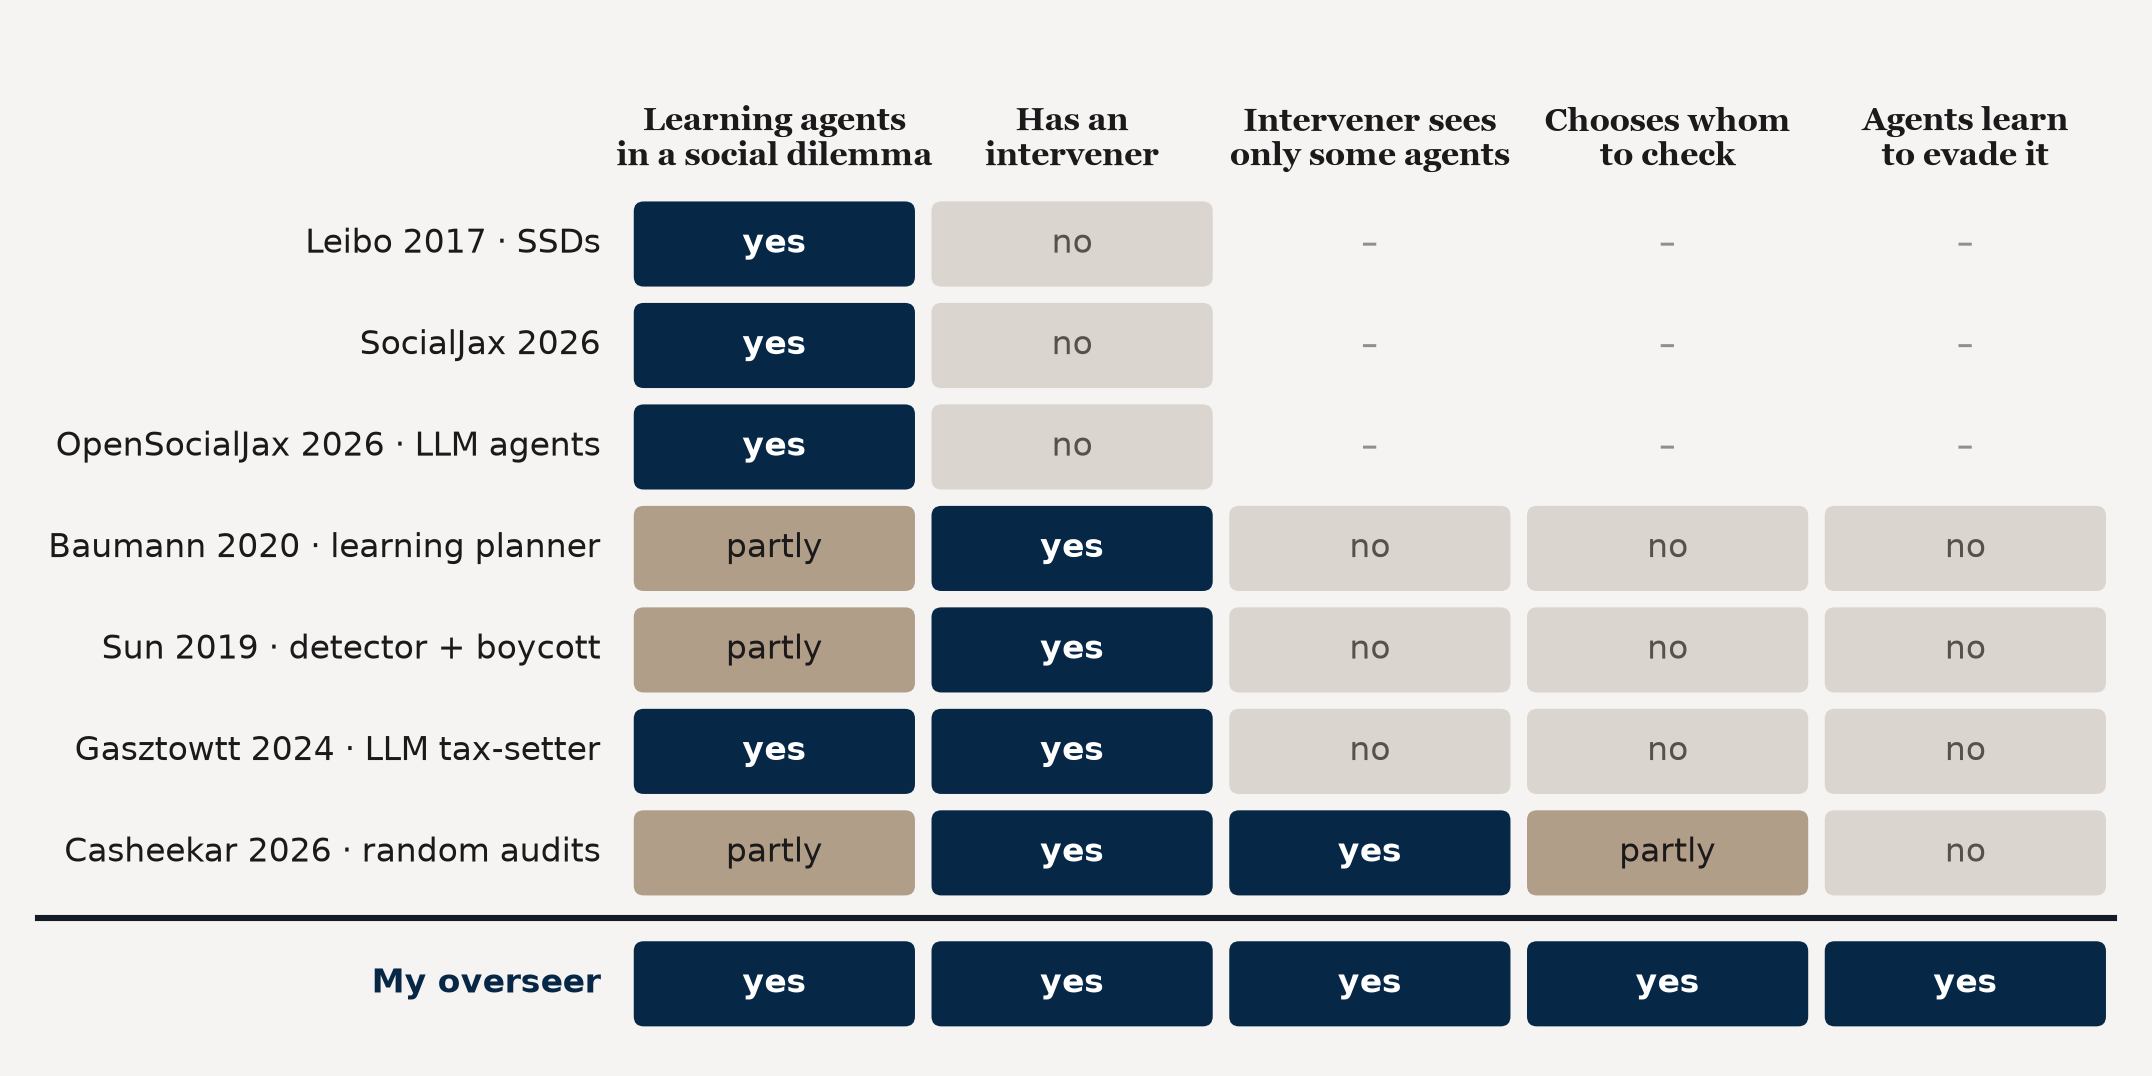 Learning agents
in a social dilemma
Has an
intervener
Intervener sees
only some agents
Chooses whom
to check
Agents learn
to evade it
Leibo 2017 · SSDs
yes
no
–
–
–
SocialJax 2026
yes
no
–
–
–
OpenSocialJax 2026 · LLM agents
yes
no
–
–
–
Baumann 2020 · learning planner
partly
yes
no
no
no
Sun 2019 · detector + boycott
partly
yes
no
no
no
Gasztowtt 2024 · LLM tax-setter
yes
yes
no
no
no
Casheekar 2026 · random audits
partly
yes
yes
partly
no
My overseer
yes
yes
yes
yes
yes